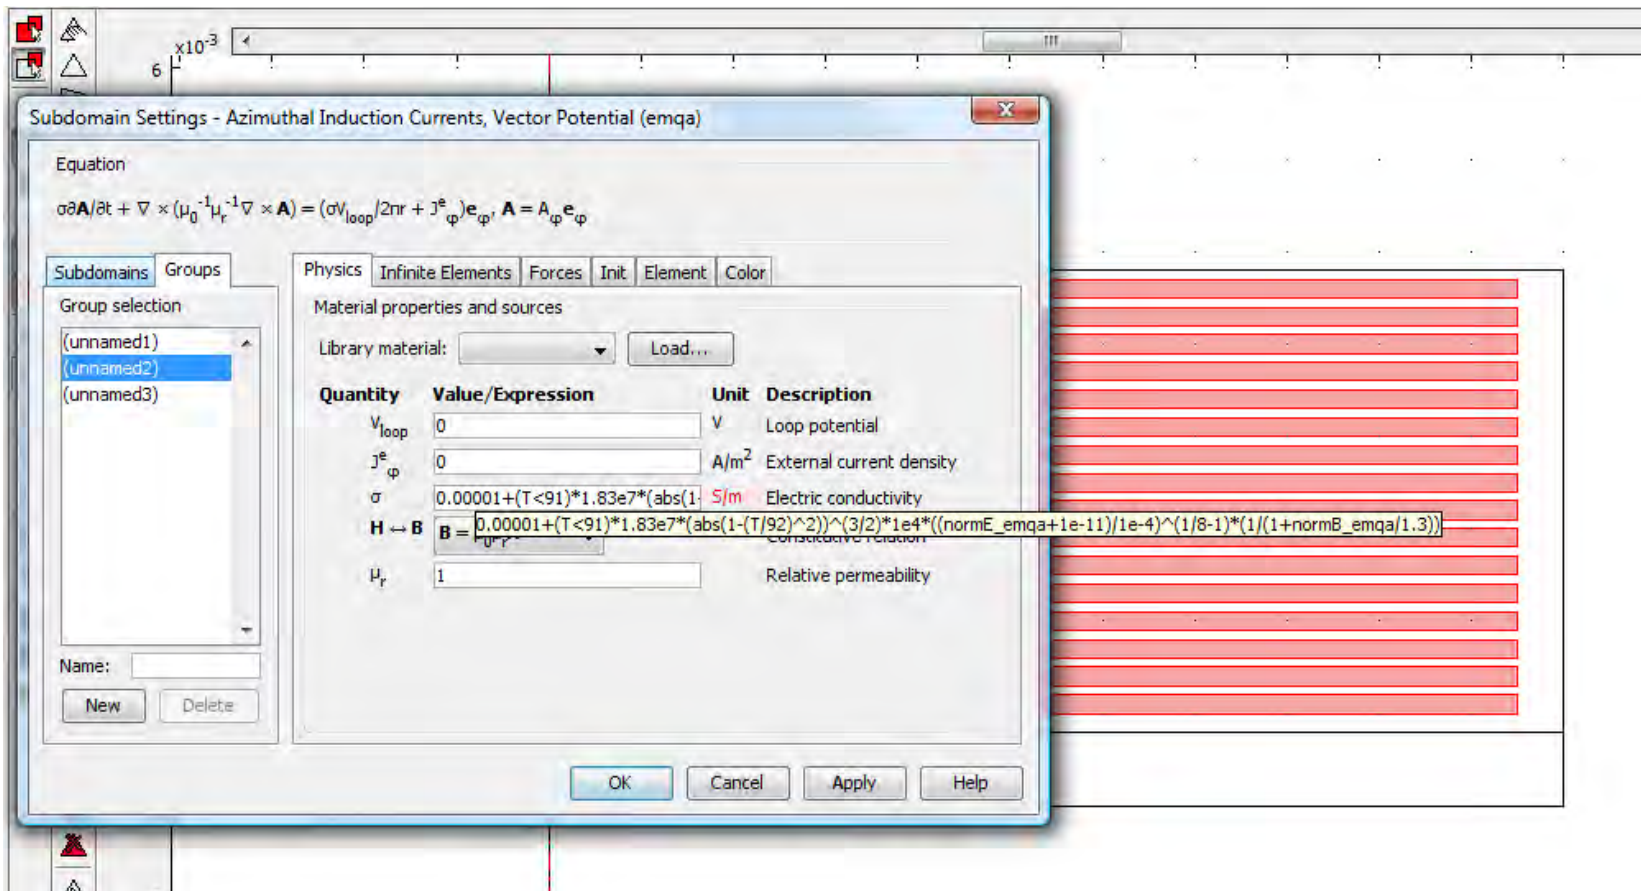 x10-3
6
Subdomain Settings - Azimuthal Induction Currents, Vector Potential (emqa)
Equation
σ∂A/∂t + ∇ × (μ0-1μr-1∇ × A) = (σVloop/2πr + Jeφ)eφ, A = Aφeφ
Subdomains Groups
Physics Infinite Elements Forces Init Element Color
Group selection
(unnamed1)
(unnamed2)
(unnamed3)
Name:
New Delete
Material properties and sources
Library material: Load...
Quantity Value/Expression Unit Description
Vloop 0 V Loop potential
Jeφ 0 A/m2 External current density
σ 0.00001+(T<91)*1.83e7*(abs(1- S/m Electric conductivity
H ↔ B B =
0.00001+(T<91)*1.83e7*(abs(1-(T/92)^2))^(3/2)*1e4*((normE_emqa+1e-11)/1e-4)^(1/8-1)*(1/(1+normB_emqa/1.3))
Constitutive relation
μr 1 Relative permeability
OK Cancel Apply Help